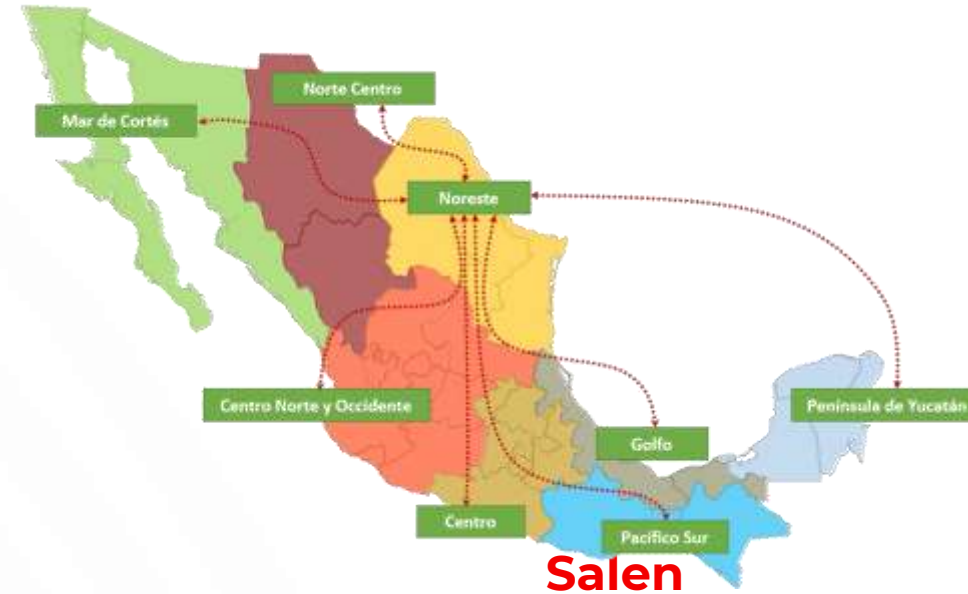 Norte Centro
Mar de Cortés
Noreste
Centro Norte y Occidente
Península de Yucatán
Golfo
Centro
Pacífico Sur
Salen